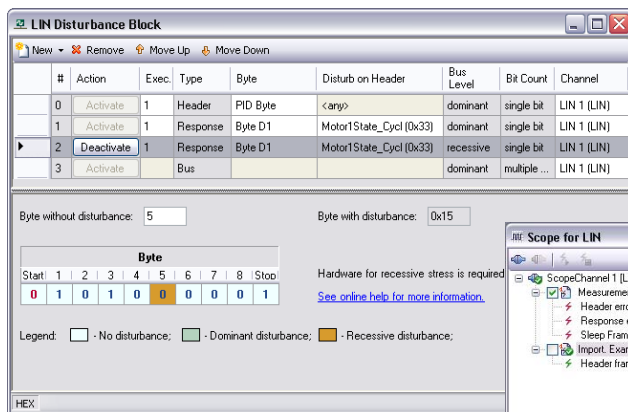 LIN Disturbance Block
New Remove Move Up Move Down
# Action Exec. Type Byte Disturb on Header Bus Level Bit Count Channel
0 Activate 1 Header PID Byte <any> dominant single bit LIN 1 (LIN)
1 Activate 1 Response Byte D1 Motor1State_Cycl (0x33) dominant single bit LIN 1 (LIN)
2 Deactivate 1 Response Byte D1 Motor1State_Cycl (0x33) recessive single bit LIN 1 (LIN)
3 Activate Bus dominant multiple ... LIN 1 (LIN)
Byte without disturbance: 5 Byte with disturbance: 0x15
Byte
Start 1 2 3 4 5 6 7 8 Stop
0 1 0 1 0 0 0 0 0 1
Hardware for recessive stress is required
See online help for more information.
Legend: - No disturbance; - Dominant disturbance; - Recessive disturbance;
HEX
Scope for LIN
ScopeChannel 1 [L
Measuremen
Header erro
Response e
Sleep Fram
Import. Exar
Header fram